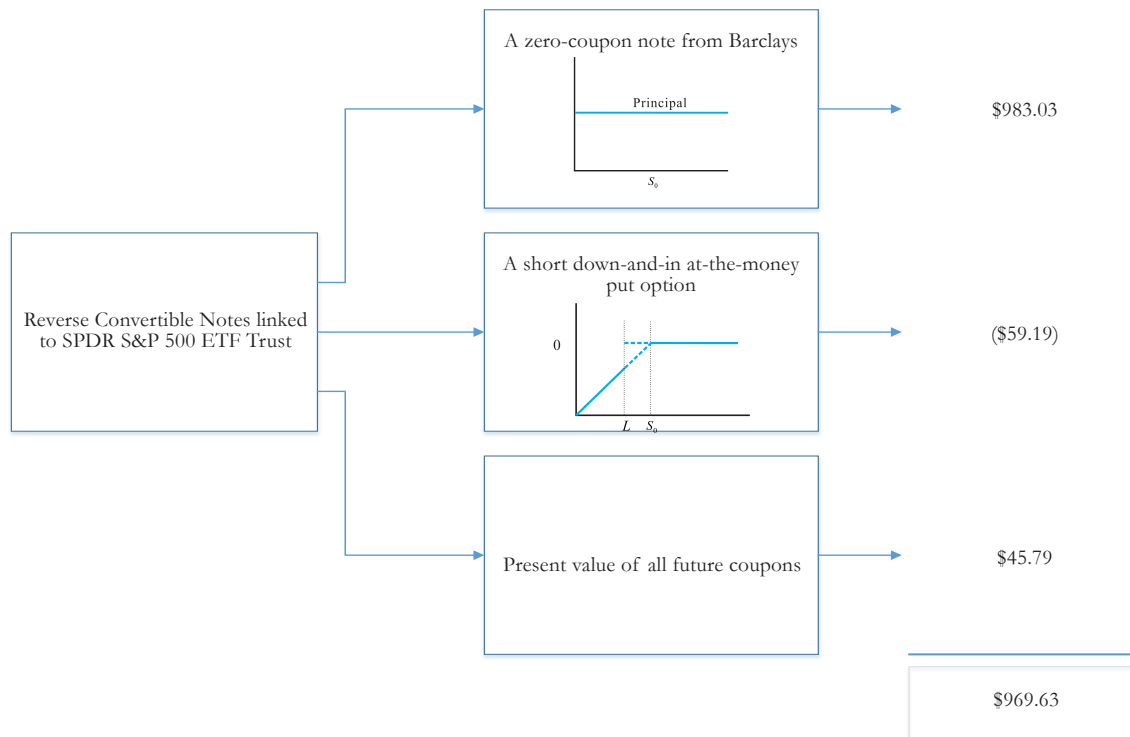 A zero-coupon note from Barclays
Principal
S₀
$983.03
Reverse Convertible Notes linked
to SPDR S&P 500 ETF Trust
A short down-and-in at-the-money
put option
0
L S₀
($59.19)
Present value of all future coupons
$45.79
$969.63